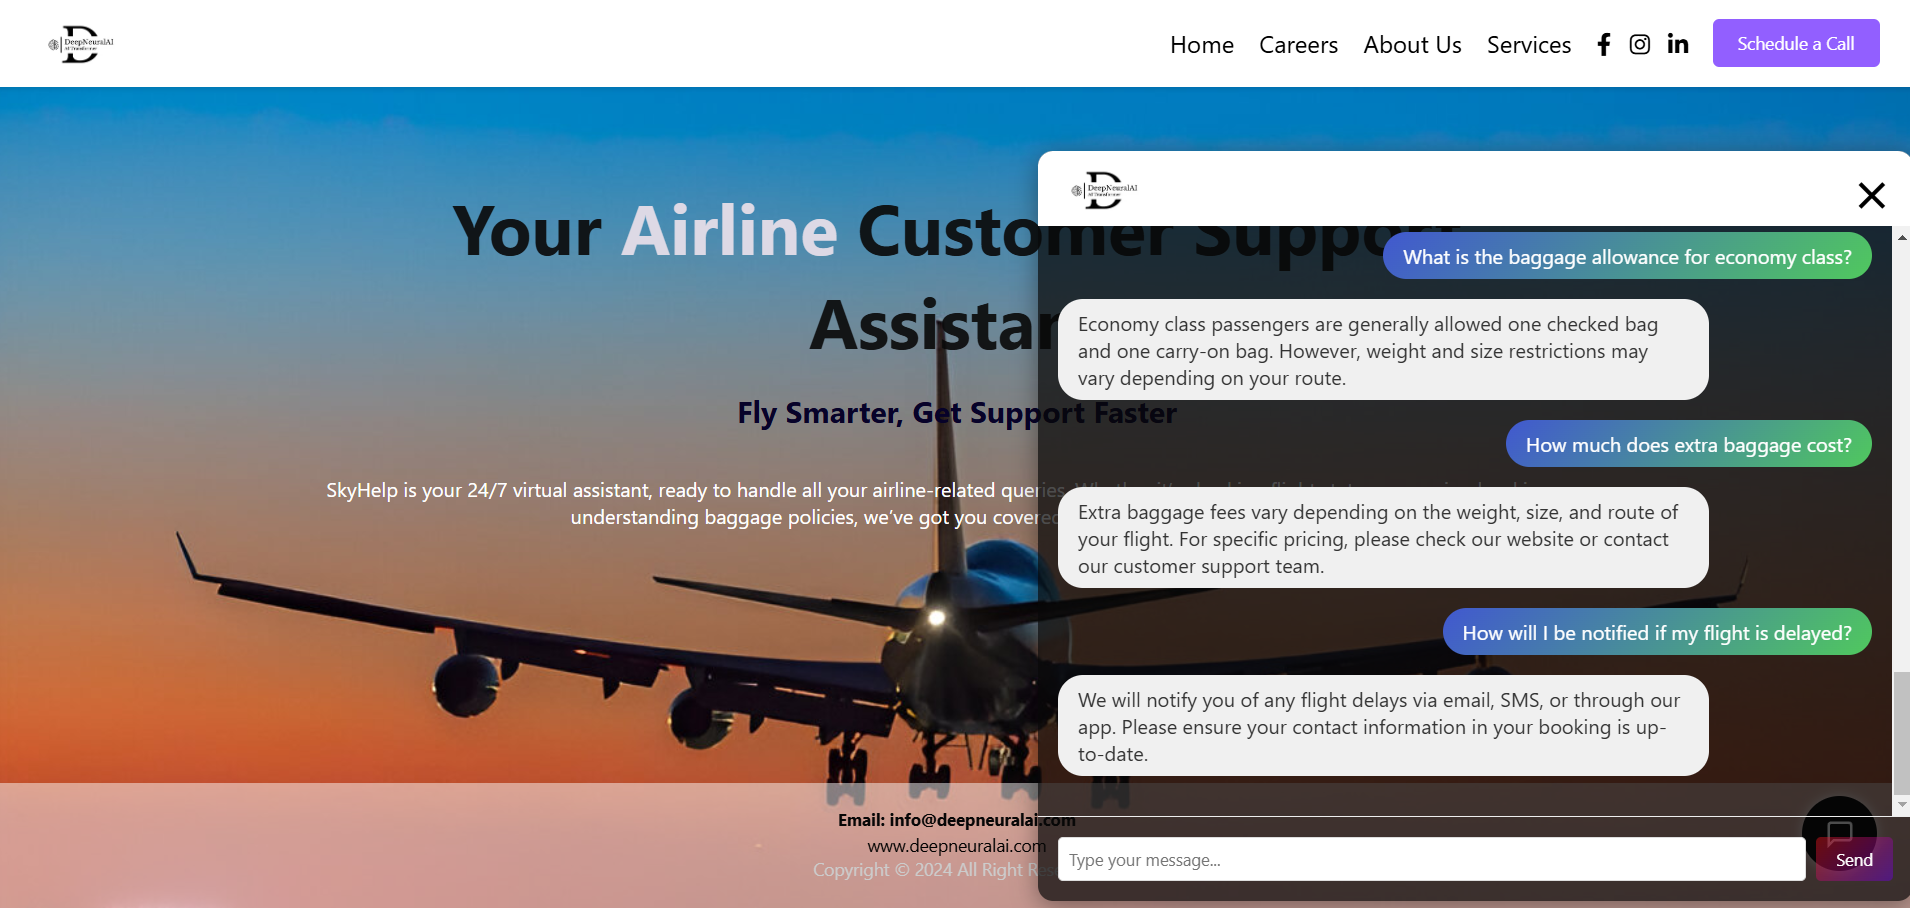 DeepNeuralAI
AI Transformer
Home
Careers
About Us
Services
Schedule a Call
Your Airline Customer Support
Assistan
Fly Smarter, Get Support Faster
SkyHelp is your 24/7 virtual assistant, ready to handle all your airline-related queries.
understanding baggage policies, we’ve got you covered
Email: info@deepneuralai.com
www.deepneuralai.com
Copyright © 2024 All Right
DeepNeuralAI
AI Transformer
What is the baggage allowance for economy class?
Economy class passengers are generally allowed one checked bag
and one carry-on bag. However, weight and size restrictions may
vary depending on your route.
How much does extra baggage cost?
Extra baggage fees vary depending on the weight, size, and route of
your flight. For specific pricing, please check our website or contact
our customer support team.
How will I be notified if my flight is delayed?
We will notify you of any flight delays via email, SMS, or through our
app. Please ensure your contact information in your booking is up-
to-date.
Type your message...
Send